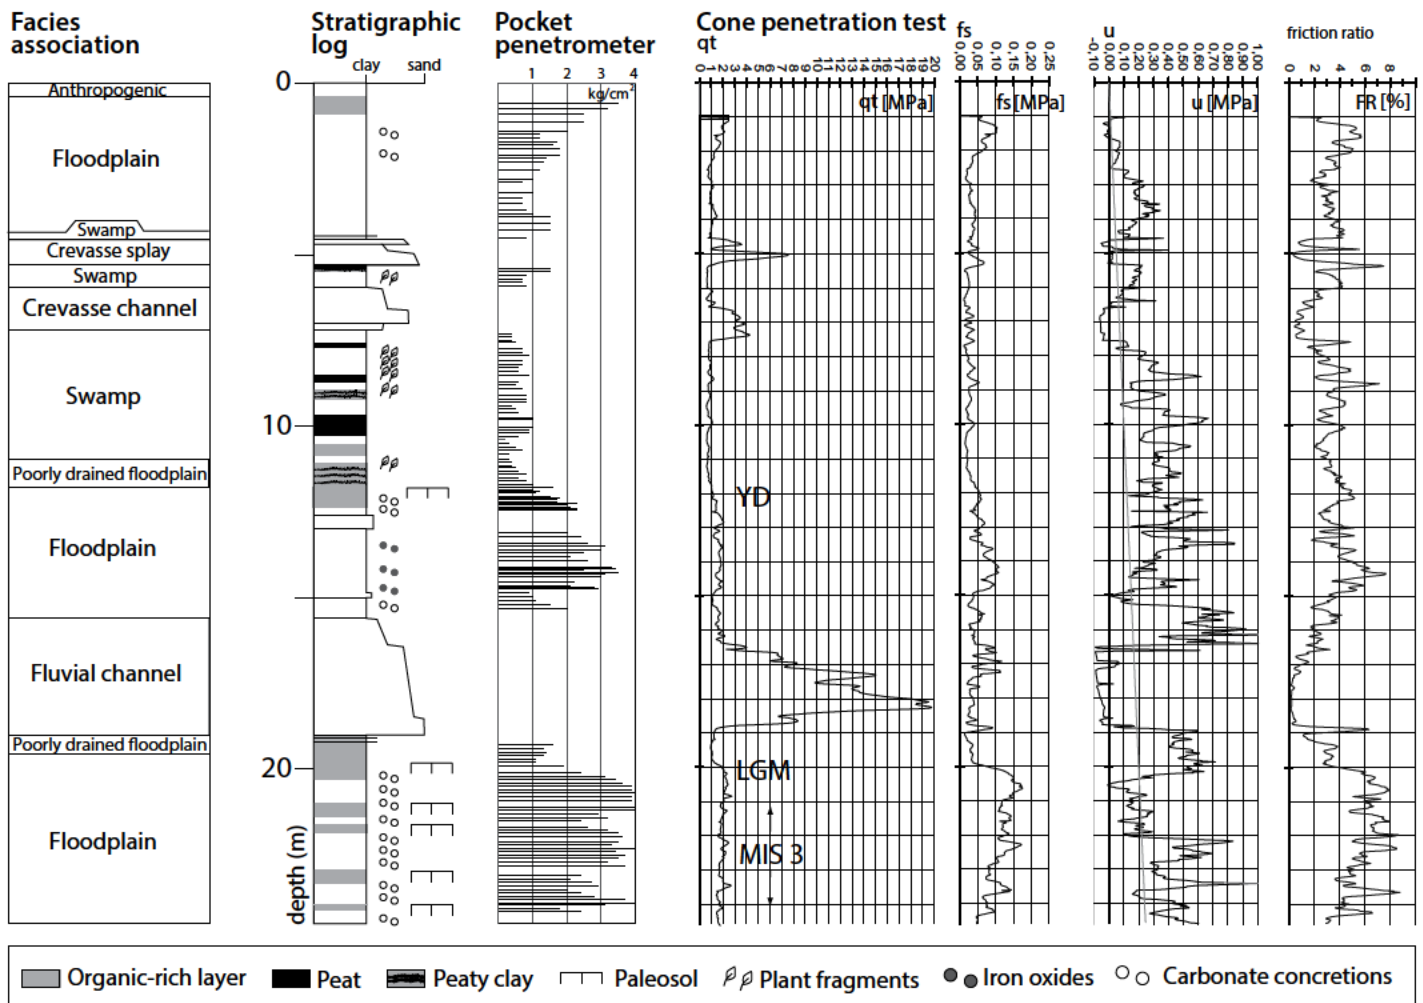 Facies
association
Stratigraphic
log
clay
sand
Pocket
penetrometer
1 2 3 4
kg/cm2
Cone penetration test
qt
0 1 2 3 4 5 6 7 8 9 10 11 12 13 14 15 16 17 18 19 20
qt [MPa]
fs
0,00 0,05 0,10 0,15 0,20 0,25
fs [MPa]
u
-0,10 0,00 0,10 0,20 0,30 0,40 0,50 0,60 0,70 0,80 0,90 1,00
u [MPa]
friction ratio
0 2 4 6 8
FR [%]
0
10
20
depth (m)
Anthropogenic
Floodplain
Swamp
Crevasse splay
Swamp
Crevasse channel
Swamp
Poorly drained floodplain
Floodplain
Fluvial channel
Poorly drained floodplain
Floodplain
YD
LGM
MIS 3
Organic-rich layer
Peat
Peaty clay
Paleosol
Plant fragments
Iron oxides
Carbonate concretions